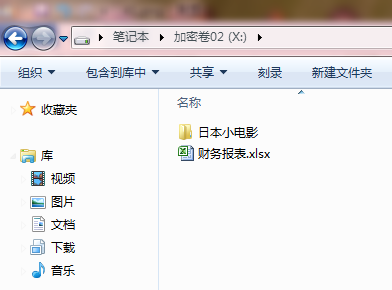 笔记本 加密卷02 (X:)
组织 包含到库中 共享 刻录 新建文件夹
收藏夹
库
视频
图片
文档
下载
音乐
名称
日本小电影
财务报表.xlsx